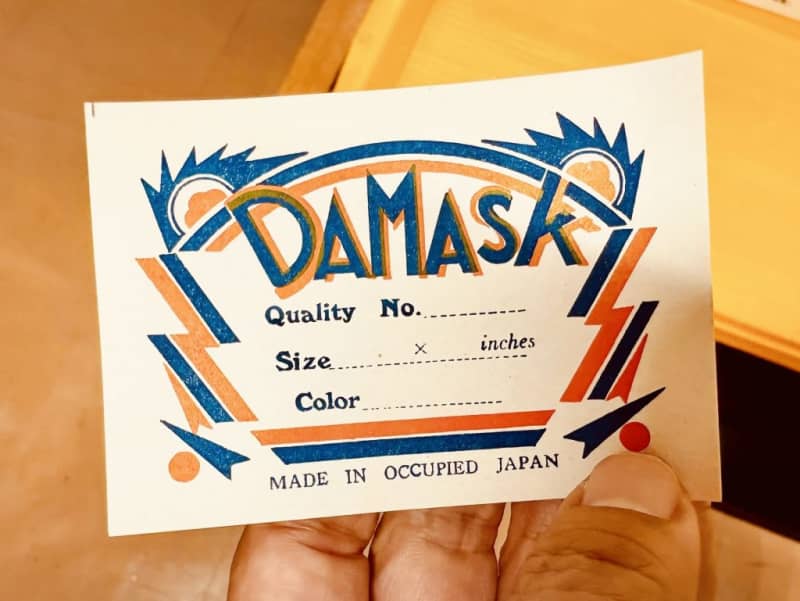 DAMASK
Quality No.
Size × inches
Color
MADE IN OCCUPIED JAPAN